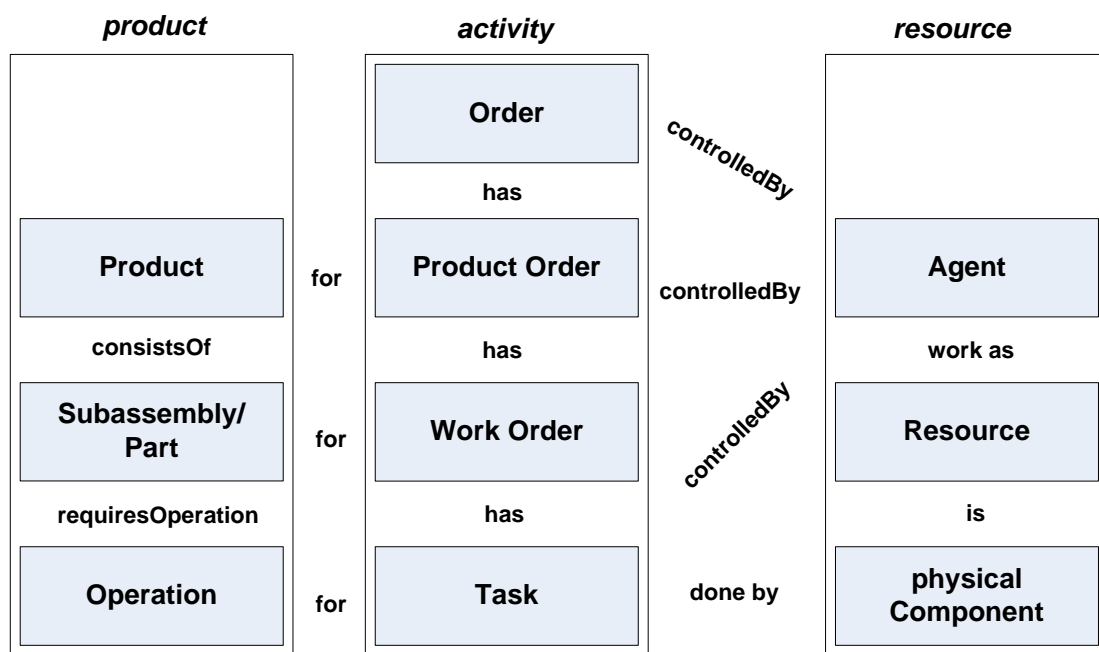 product
activity
resource
Order
controlledBy
has
Product
for
Product Order
controlledBy
Agent
consistsOf
has
work as
Subassembly/
Part
for
Work Order
controlledBy
Resource
requiresOperation
has
is
Operation
for
Task
done by
physical
Component